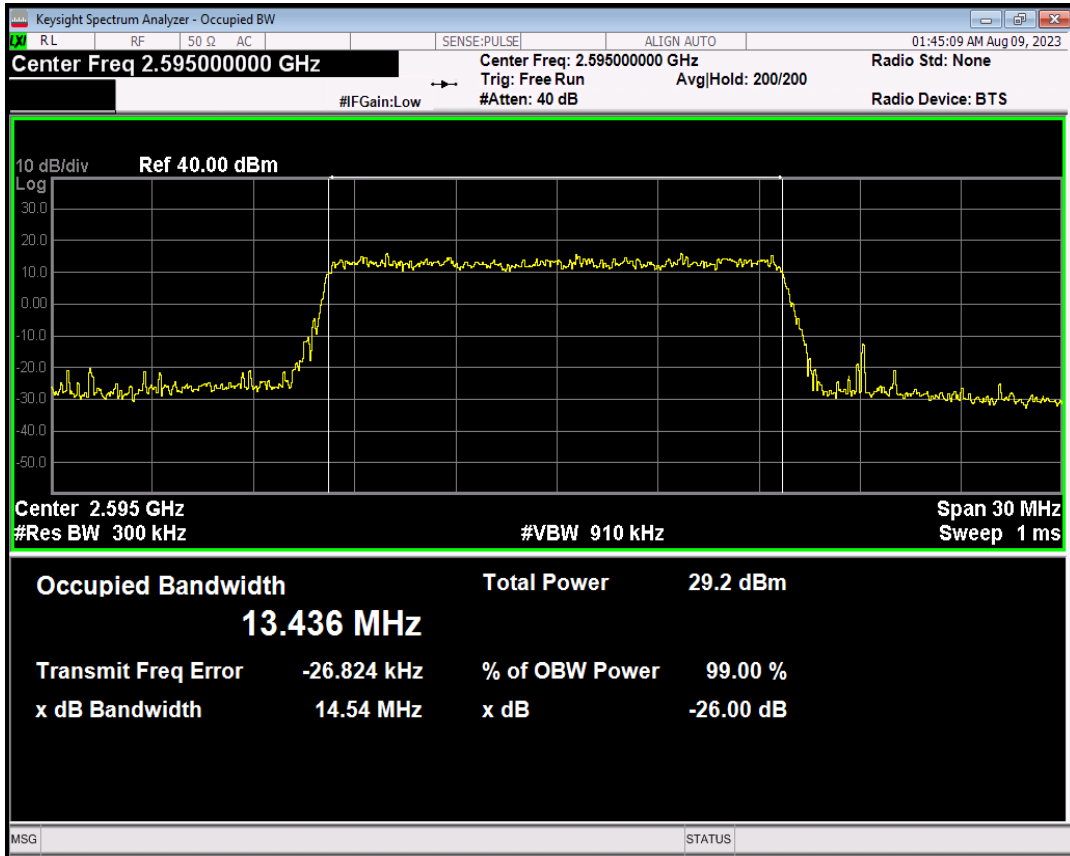 Keysight Spectrum Analyzer - Occupied BW
LXI RL RF 50 Ω AC SENSE:PULSE ALIGN AUTO 01:45:09 AM Aug 09, 2023
Center Freq 2.595000000 GHz Center Freq: 2.595000000 GHz Radio Std: None
Trig: Free Run Avg|Hold: 200/200
#IFGain:Low #Atten: 40 dB Radio Device: BTS
10 dB/div Ref 40.00 dBm
Log
30.0
20.0
10.0
0.00
-10.0
-20.0
-30.0
-40.0
-50.0
Center 2.595 GHz Span 30 MHz
#Res BW 300 kHz #VBW 910 kHz Sweep 1 ms
Occupied Bandwidth Total Power 29.2 dBm
13.436 MHz
Transmit Freq Error -26.824 kHz % of OBW Power 99.00 %
x dB Bandwidth 14.54 MHz x dB -26.00 dB
MSG STATUS